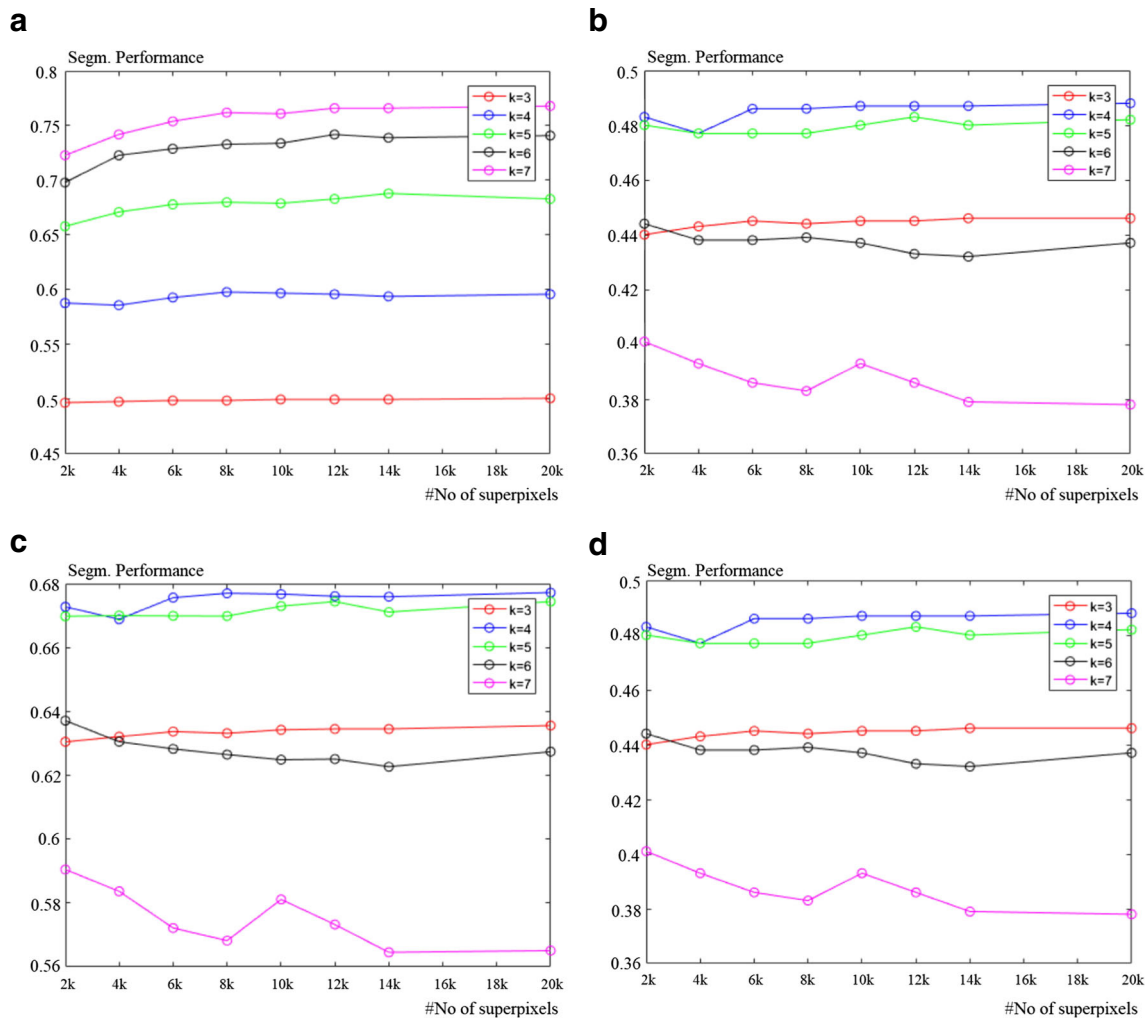 a
Segm. Performance
0.8
0.75
0.7
0.65
0.6
0.55
0.5
0.45
k=3
k=4
k=5
k=6
k=7
2k 4k 6k 8k 10k 12k 14k 20k
#No of superpixels
b
Segm. Performance
0.5
0.48
0.46
0.44
0.42
0.4
0.38
0.36
k=3
k=4
k=5
k=6
k=7
2k 4k 6k 8k 10k 12k 14k 16k 18k 20k
#No of superpixels
c
Segm. Performance
0.68
0.66
0.64
0.62
0.6
0.58
0.56
k=3
k=4
k=5
k=6
k=7
2k 4k 6k 8k 10k 12k 14k 20k
#No of superpixels
d
Segm. Performance
0.5
0.48
0.46
0.44
0.42
0.4
0.38
0.36
k=3
k=4
k=5
k=6
k=7
2k 4k 6k 8k 10k 12k 14k 16k 18k 20k
#No of superpixels